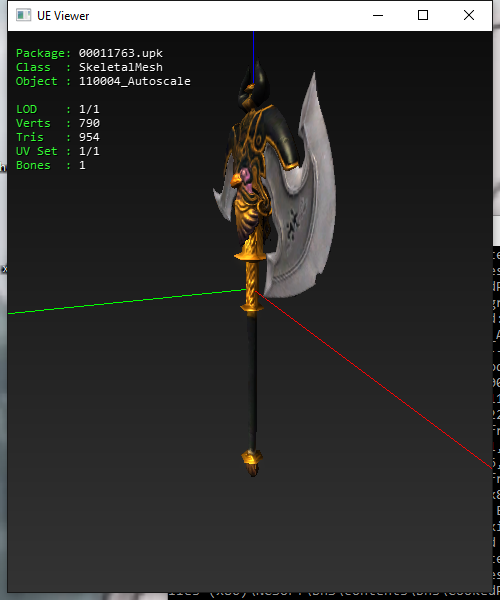 UE Viewer
Package: 00011763.upk
Class : SkeletalMesh
Object : 110004_Autoscale
LOD : 1/1
Verts : 790
Tris : 954
UV Set : 1/1
Bones : 1